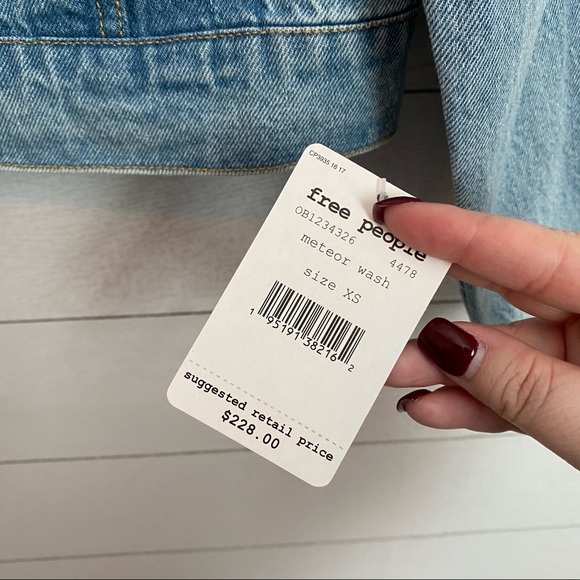 CP3935 16 17
free people
OB1234326 4478
meteor wash
size XS
1 95191 38216 2
suggested retail price
$228.00